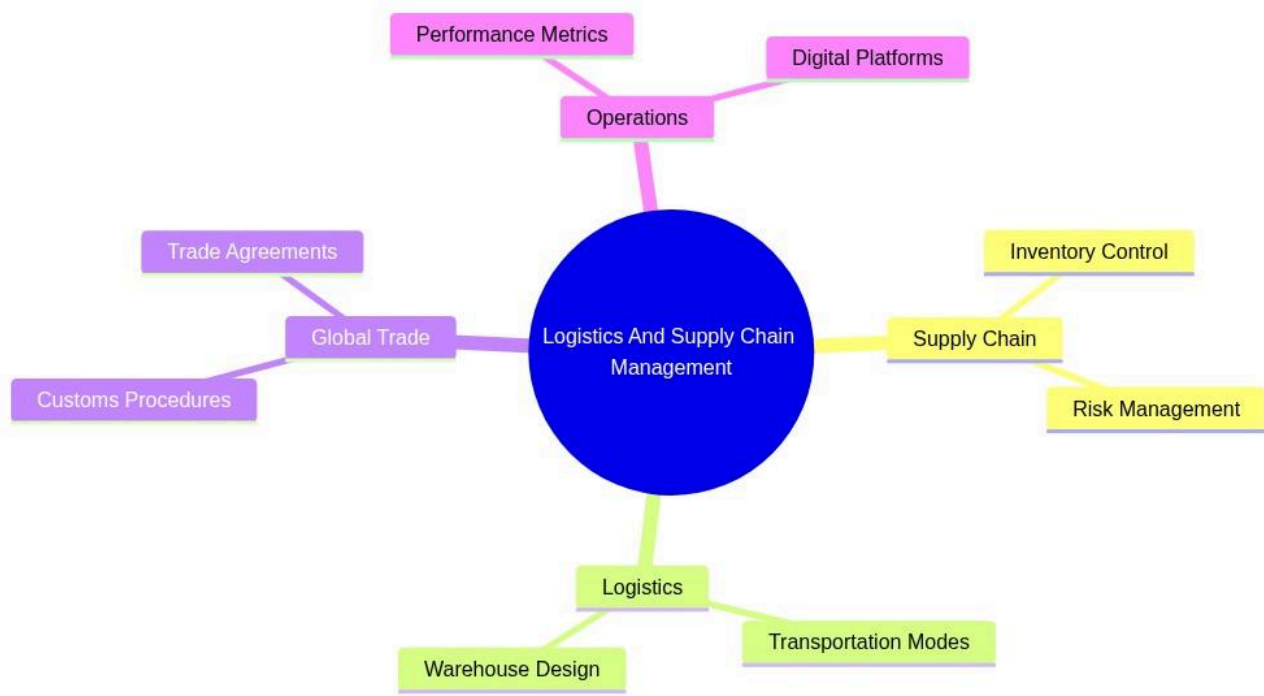 Performance Metrics
Digital Platforms
Operations
Trade Agreements
Inventory Control
Global Trade
Logistics And Supply Chain
Management
Supply Chain
Customs Procedures
Risk Management
Logistics
Transportation Modes
Warehouse Design